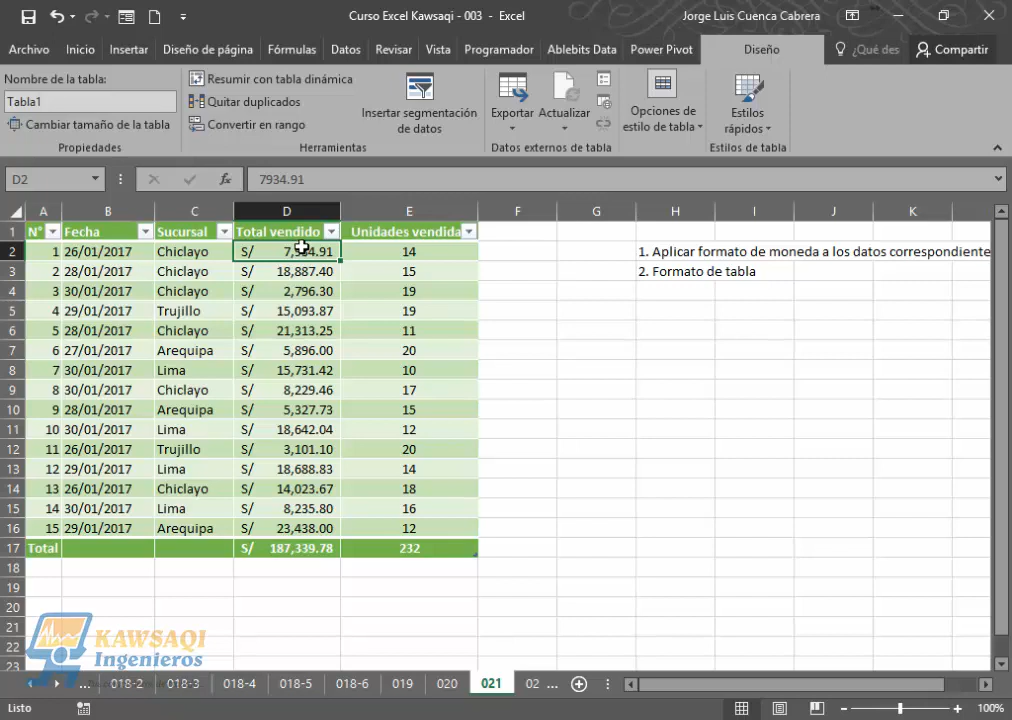 Curso Excel Kawsaqi - 003 - Excel
Jorge Luis Cuenca Cabrera
Archivo Inicio Insertar Diseño de página Fórmulas Datos Revisar Vista Programador Ablebits Data Power Pivot Diseño ¿Qué des Compartir
Nombre de la tabla:
Tabla1
Cambiar tamaño de la tabla
Propiedades
Resumir con tabla dinámica
Quitar duplicados
Convertir en rango
Insertar segmentación
de datos
Herramientas
Exportar Actualizar
Datos externos de tabla
Opciones de
estilo de tabla
Estilos
rápidos
Estilos de tabla
D2 fx 7934.91
A B C D E F G H I J K
1 N° Fecha Sucursal Total vendido Unidades vendida
2 1 26/01/2017 Chiclayo S/ 7,934.91 14 1. Aplicar formato de moneda a los datos correspondiente
3 2 28/01/2017 Chiclayo S/ 18,887.40 15 2. Formato de tabla
4 3 30/01/2017 Chiclayo S/ 2,796.30 19
5 4 29/01/2017 Trujillo S/ 15,093.87 19
6 5 28/01/2017 Chiclayo S/ 21,313.25 11
7 6 27/01/2017 Arequipa S/ 5,896.00 20
8 7 30/01/2017 Lima S/ 15,731.42 10
9 8 30/01/2017 Chiclayo S/ 8,229.46 17
10 9 28/01/2017 Arequipa S/ 5,327.73 15
11 10 30/01/2017 Lima S/ 18,642.04 12
12 11 26/01/2017 Trujillo S/ 3,101.10 20
13 12 29/01/2017 Lima S/ 18,688.83 14
14 13 26/01/2017 Chiclayo S/ 14,023.67 18
15 14 30/01/2017 Lima S/ 8,235.80 16
16 15 29/01/2017 Arequipa S/ 23,438.00 12
17 Total S/ 187,339.78 232
18
19
20
21
22
23
KAWSAQI
Ingenieros
... 018-2 018-3 018-4 018-5 018-6 019 020 021 02 ...
Listo
100%